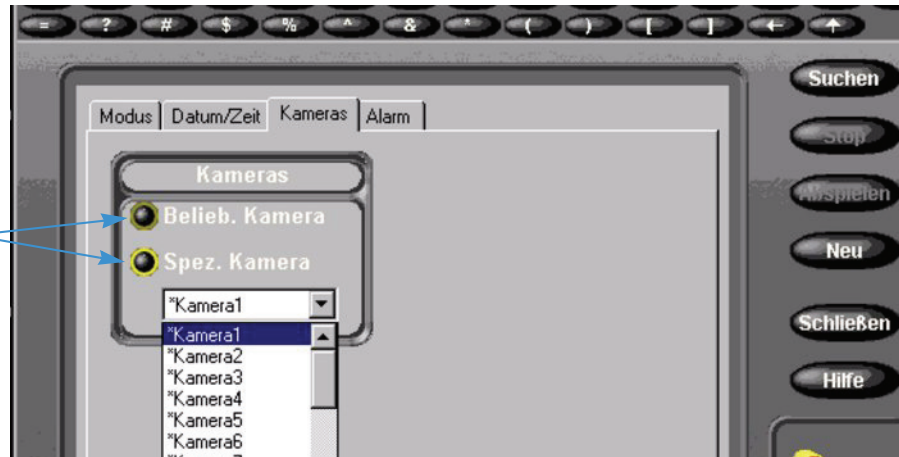 = ? # $ % ^ & * ( ) [ ] ← ↑
Suchen
Modus Datum/Zeit Kameras Alarm
Stop
Kameras
Abspielen
Belieb. Kamera
Neu
Spez. Kamera
*Kamera1
Schließen
*Kamera1
*Kamera2
*Kamera3
Hilfe
*Kamera4
*Kamera5
*Kamera6